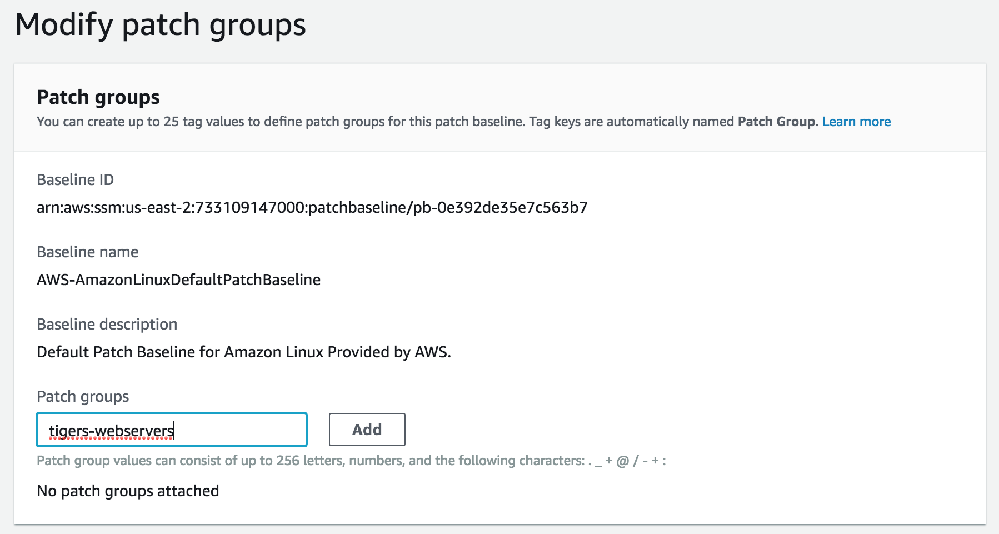 Modify patch groups
Patch groups
You can create up to 25 tag values to define patch groups for this patch baseline. Tag keys are automatically named Patch Group. Learn more
Baseline ID
arn:aws:ssm:us-east-2:733109147000:patchbaseline/pb-0e392de35e7c563b7
Baseline name
AWS-AmazonLinuxDefaultPatchBaseline
Baseline description
Default Patch Baseline for Amazon Linux Provided by AWS.
Patch groups
tigers-webservers Add
Patch group values can consist of up to 256 letters, numbers, and the following characters: . _ + @ / - + :
No patch groups attached